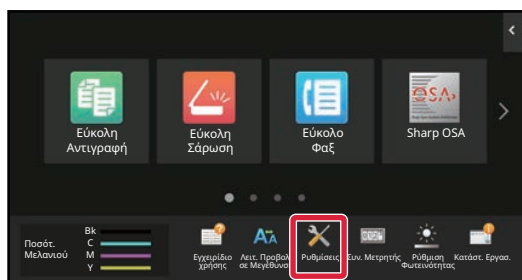 Εύκολη
Αντιγραφή
Εύκολη
Σάρωση
Εύκολο
Φαξ
Sharp OSA
Ποσότ.
Μελανιού
Bk
C
M
Y
Εγχειρίδιο
χρήσης
Λειτ. Προβολ
σε Μεγέθυνσ
Ρυθμίσεις
Συν. Μετρητής
Ρύθμιση
Φωτεινότητας
Κατάστ. Εργασ.